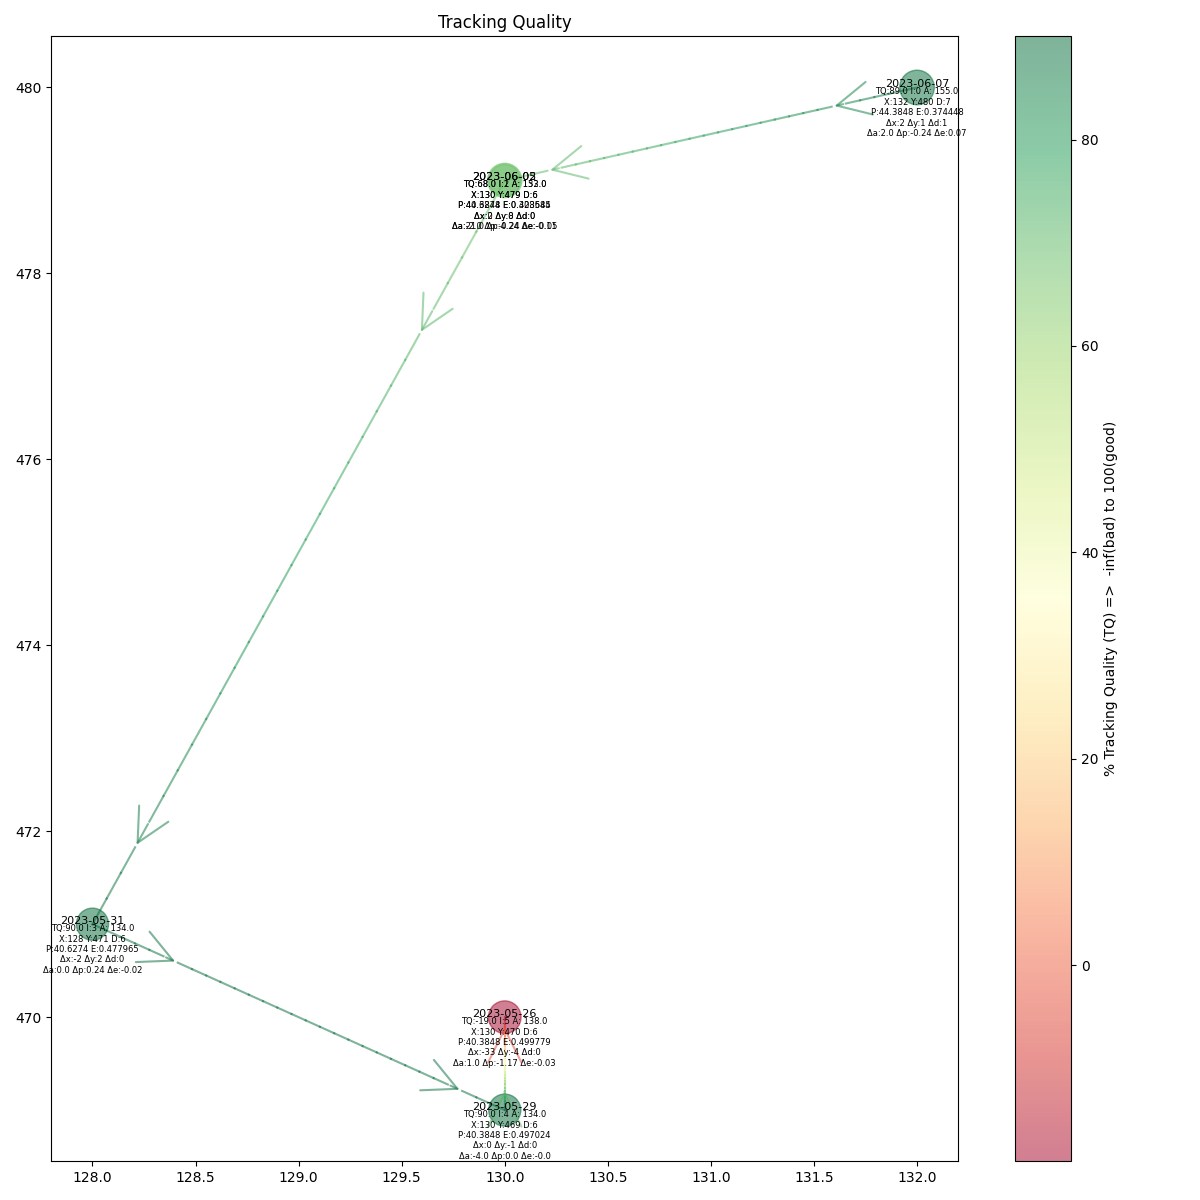 Tracking Quality
480
478
476
474
472
470
128.0 128.5 129.0 129.5 130.0 130.5 131.0 131.5 132.0
2023-06-07
TQ:89.0 I:0 A: 155.0
X:132 Y:480 D:7
P:44.3848 E:0.374448
Δx:2 Δy:1 Δd:1
Δa:2.0 Δp:-0.24 Δe:0.07
X:130 Y:479 D:6
2023-05-31
TQ:90.0 I:3 A: 134.0
X:128 Y:471 D:6
P:40.6274 E:0.477965
Δx:-2 Δy:2 Δd:0
Δa:0.0 Δp:0.24 Δe:-0.02
2023-05-26
TQ:-19.0 I:5 A: 138.0
X:130 Y:470 D:6
P:40.3848 E:0.499779
Δx:-33 Δy:-4 Δd:0
Δa:1.0 Δp:-1.17 Δe:-0.03
2023-05-29
TQ:90.0 I:4 A: 134.0
X:130 Y:469 D:6
P:40.3848 E:0.497024
Δx:0 Δy:-1 Δd:0
Δa:-4.0 Δp:0.0 Δe:-0.0
80
60
40
20
0
% Tracking Quality (TQ) => -inf(bad) to 100(good)